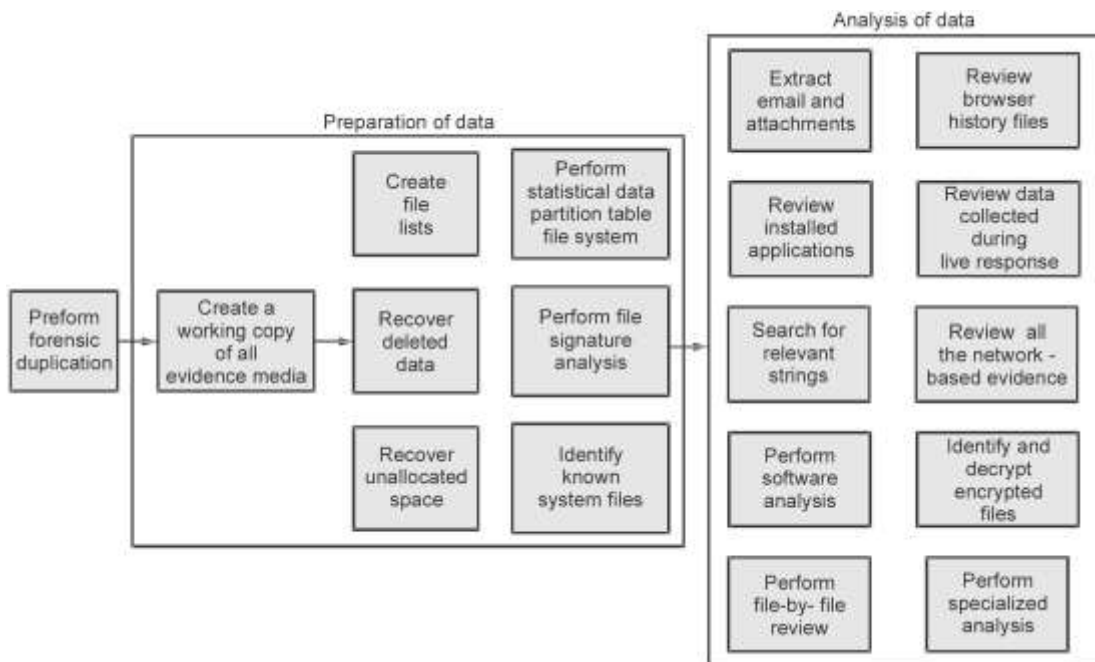 Analysis of data
Extract
email and
attachments
Review
browser
history files
Preparation of data
Create
file
lists
Perform
statistical data
partition table
file system
Review
installed
applications
Review data
collected
during
live response
Preform
forensic
duplication
Create a
working copy
of all
evidence media
Recover
deleted
data
Perform file
signature
analysis
Search for
relevant
strings
Review all
the network -
based evidence
Recover
unallocated
space
Identify
known
system files
Perform
software
analysis
Identify and
decrypt
encrypted
files
Perform
file-by- file
review
Perform
specialized
analysis